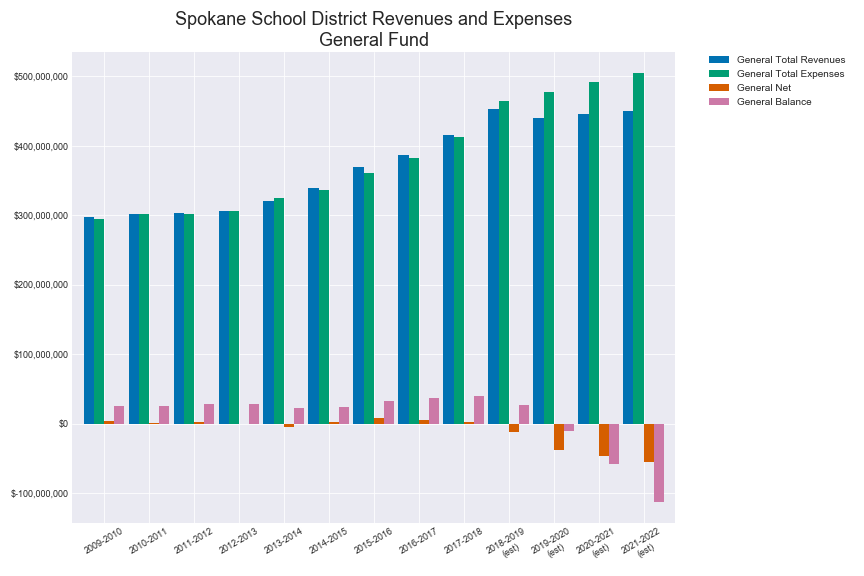 Spokane School District Revenues and Expenses
General Fund
General Total Revenues
General Total Expenses
General Net
General Balance
$500,000,000
$400,000,000
$300,000,000
$200,000,000
$100,000,000
$0
$-100,000,000
2009-2010
2010-2011
2011-2012
2012-2013
2013-2014
2014-2015
2015-2016
2016-2017
2017-2018
2018-2019
(est)
2019-2020
(est)
2020-2021
(est)
2021-2022
(est)